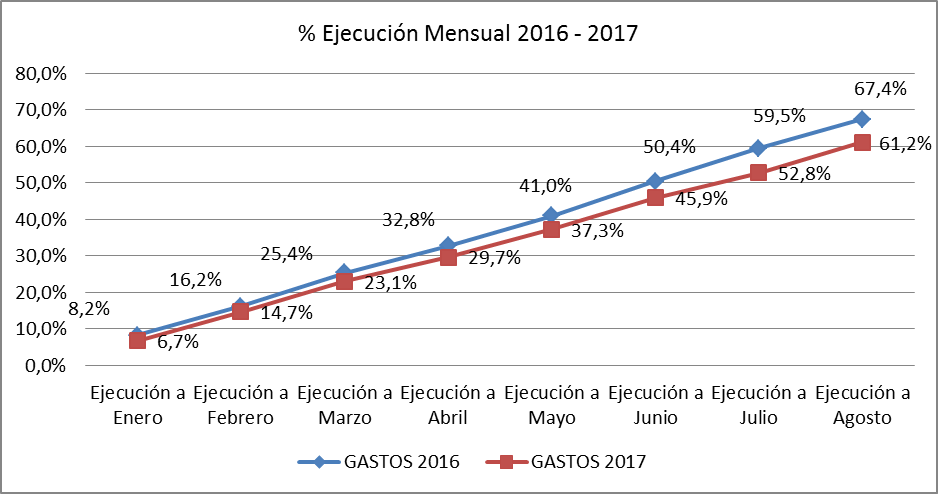 % Ejecución Mensual 2016 - 2017
80,0%
70,0%
60,0%
50,0%
40,0%
30,0%
20,0%
10,0%
0,0%
8,2%
16,2%
25,4%
32,8%
41,0%
50,4%
59,5%
67,4%
6,7%
14,7%
23,1%
29,7%
37,3%
45,9%
52,8%
61,2%
Ejecución a Enero
Ejecución a Febrero
Ejecución a Marzo
Ejecución a Abril
Ejecución a Mayo
Ejecución a Junio
Ejecución a Julio
Ejecución a Agosto
GASTOS 2016
GASTOS 2017